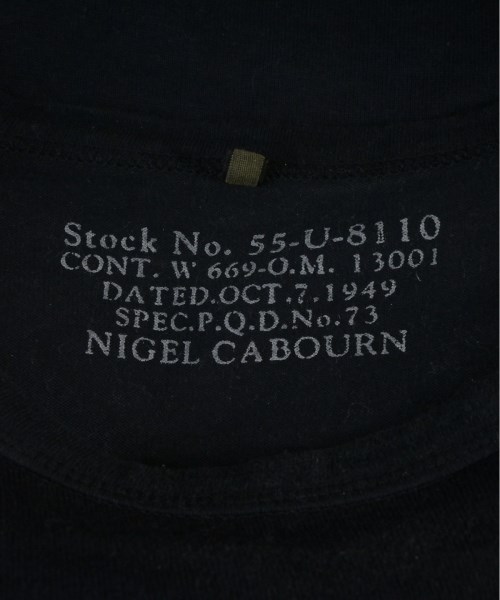 Stock No. 55-U-8110
CONT. W 669-O.M. 13001
DATED.OCT.7.1949
SPEC.P.Q.D.No.73
NIGEL CABOURN